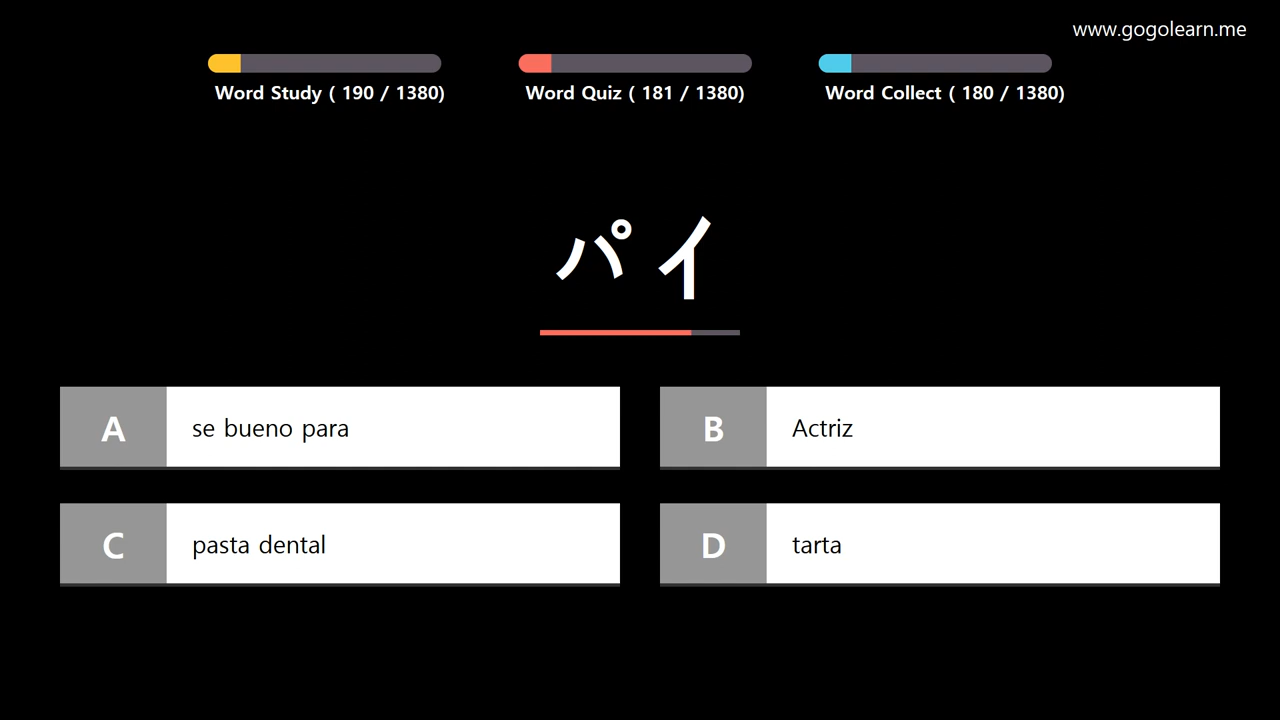 www.gogolearn.me
Word Study ( 190 / 1380)
Word Quiz ( 181 / 1380)
Word Collect ( 180 / 1380)
パイ
A
se bueno para
B
Actriz
C
pasta dental
D
tarta